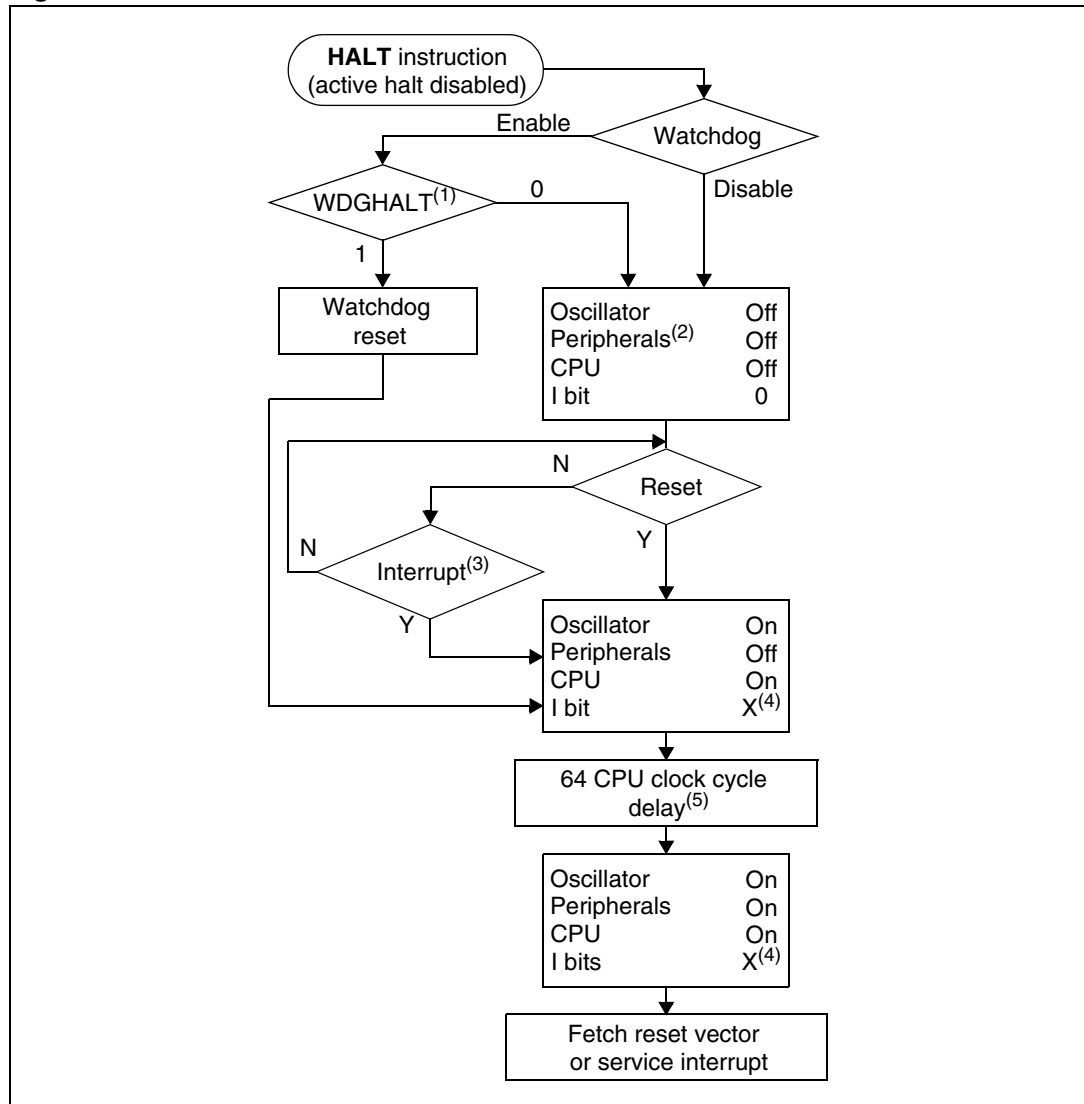 HALT instruction
(active halt disabled)
Enable
Watchdog
WDGHALT(1)
0
Disable
1
Watchdog
reset
Oscillator Off
Peripherals(2) Off
CPU Off
I bit 0
N
Reset
N
Y
Interrupt(3)
Y
Oscillator On
Peripherals Off
CPU On
I bit X(4)
64 CPU clock cycle
delay(5)
Oscillator On
Peripherals On
CPU On
I bits X(4)
Fetch reset vector
or service interrupt